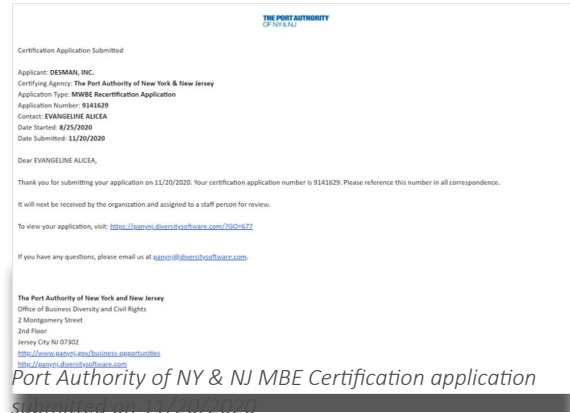 THE PORT AUTHORITY
OF NY & NJ
Certification Application Submitted
Applicant: DESMAN, INC.
Certifying Agency: The Port Authority of New York & New Jersey
Application Type: MWBE Recertification Application
Application Number: 9141629
Contact: EVANGELINE ALICEA
Date Started: 8/25/2020
Date Submitted: 11/20/2020
Dear EVANGELINE ALICEA,
Thank you for submitting your application on 11/20/2020. Your certification application number is 9141629. Please reference this number in all correspondence.
It will next be received by the organization and assigned to a staff person for review.
To view your application, visit: https://panynj.diversitysoftware.com/?GO=677
If you have any questions, please email us at panynj@diversitysoftware.com.
The Port Authority of New York and New Jersey
Office of Business Diversity and Civil Rights
2 Montgomery Street
2nd Floor
Jersey City NJ 07302
http://www.panynj.gov/business-opportunities
http://panynj.diversitysoftware.com
Port Authority of NY & NJ MBE Certification application
submitted on 11/20/2020